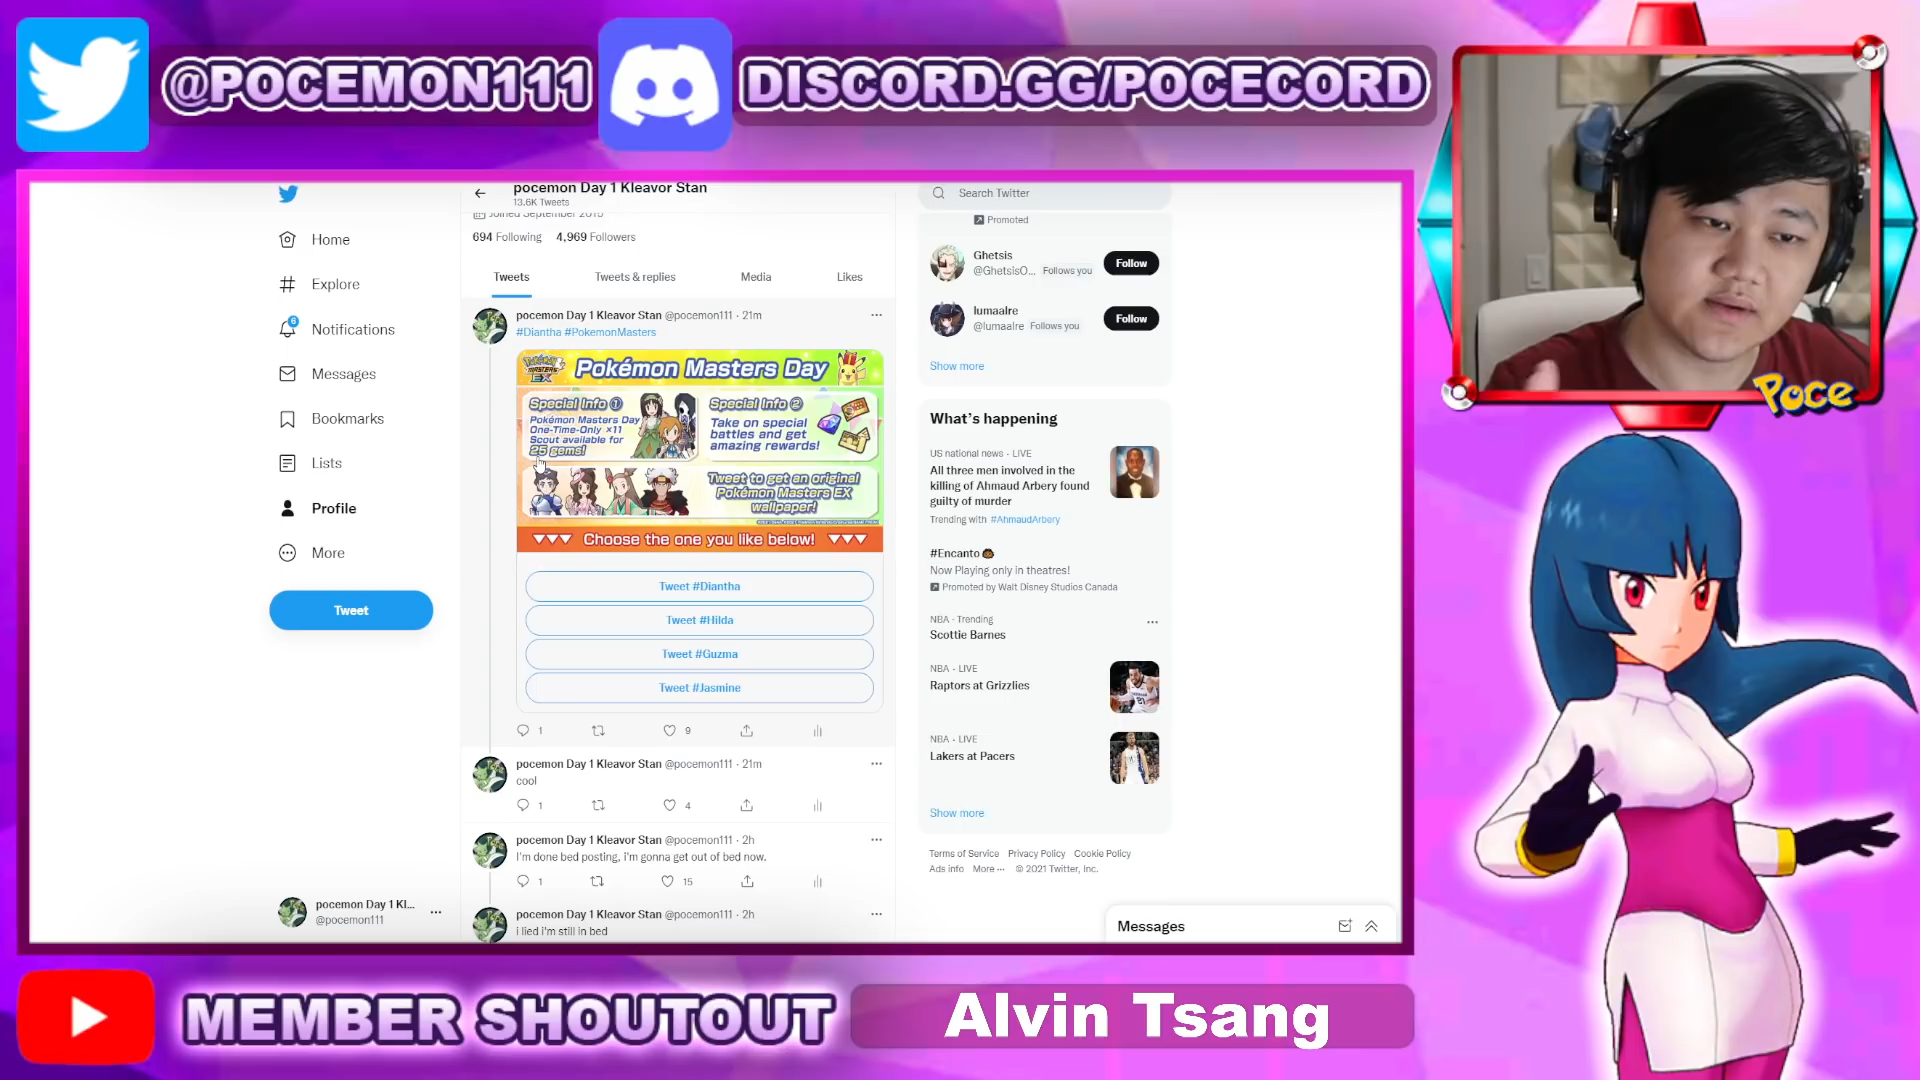 @POCEMON111
DISCORD.GG/POCECORD
Poce
pocemon Day 1 Kleavor Stan
13.6K Tweets
Joined September 2015
694 Following 4,969 Followers
Tweets
Tweets & replies
Media
Likes
Home
Explore
6
Notifications
Messages
Bookmarks
Lists
Profile
More
Tweet
pocemon Day 1 Kl...
@pocemon111
pocemon Day 1 Kleavor Stan @pocemon111 · 21m
#Diantha #PokemonMasters
POKÉMON MASTERS EX
Pokémon Masters Day
Special Info ①
Pokémon Masters Day
One-Time-Only ×11
Scout available for
25 gems!
Special Info ②
Take on special
battles and get
amazing rewards!
Tweet to get an original
Pokémon Masters EX
wallpaper!
Choose the one you like below!
Tweet #Diantha
Tweet #Hilda
Tweet #Guzma
Tweet #Jasmine
1
9
pocemon Day 1 Kleavor Stan @pocemon111 · 21m
cool
1
4
pocemon Day 1 Kleavor Stan @pocemon111 · 2h
I'm done bed posting, i'm gonna get out of bed now.
1
15
pocemon Day 1 Kleavor Stan @pocemon111 · 2h
i lied i'm still in bed
Search Twitter
Promoted
Ghetsis
@GhetsisO... Follows you
Follow
lumaalre
@lumaalre Follows you
Follow
Show more
What's happening
US national news · LIVE
All three men involved in the
killing of Ahmaud Arbery found
guilty of murder
Trending with #AhmaudArbery
#Encanto
Now Playing only in theatres!
Promoted by Walt Disney Studios Canada
NBA · Trending
Scottie Barnes
NBA · LIVE
Raptors at Grizzlies
NBA · LIVE
Lakers at Pacers
Show more
Terms of Service Privacy Policy Cookie Policy
Ads info More ··· © 2021 Twitter, Inc.
Messages
MEMBER SHOUTOUT
Alvin Tsang